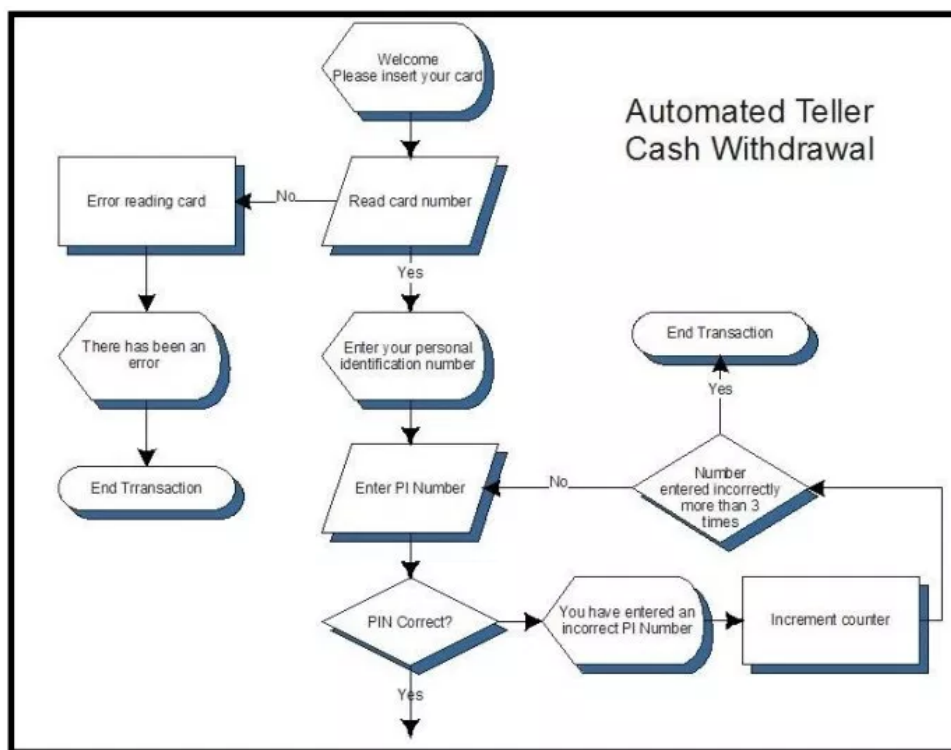 Welcome
Please insert your card
Automated Teller
Cash Withdrawal
Error reading card
No
Read card number
Yes
There has been an
error
Enter your personal
identification number
End Transaction
Yes
End Trransaction
Enter PI Number
No
Number
entered incorrectly
more than 3
times
PIN Correct?
You have entered an
incorrect PI Number
Increment counter
Yes